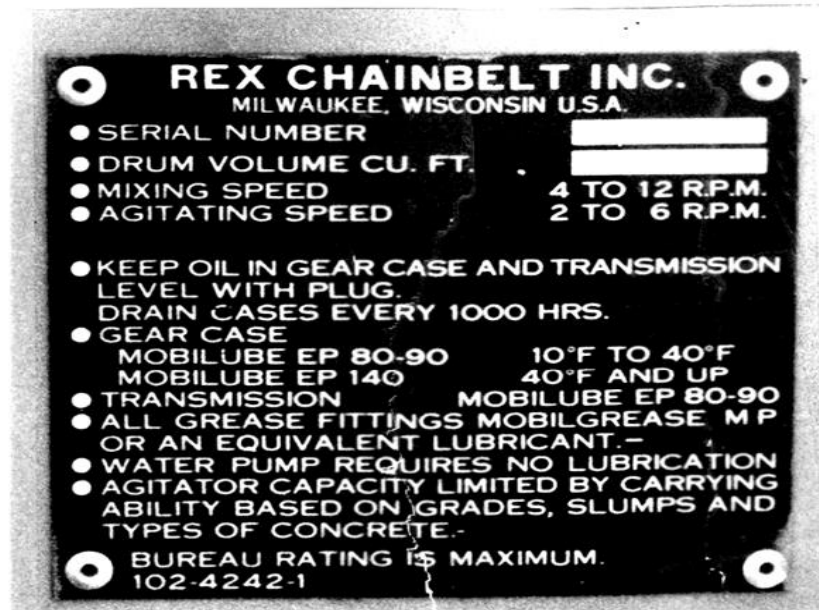 REX CHAINBELT INC.
MILWAUKEE, WISCONSIN U.S.A.
● SERIAL NUMBER
● DRUM VOLUME CU. FT.
● MIXING SPEED 4 TO 12 R.P.M.
● AGITATING SPEED 2 TO 6 R.P.M.
● KEEP OIL IN GEAR CASE AND TRANSMISSION
LEVEL WITH PLUG.
DRAIN CASES EVERY 1000 HRS.
● GEAR CASE
MOBILUBE EP 80-90 10°F TO 40°F
MOBILUBE EP 140 40°F AND UP
● TRANSMISSION MOBILUBE EP 80-90
● ALL GREASE FITTINGS MOBILGREASE M P
OR AN EQUIVALENT LUBRICANT.-
● WATER PUMP REQUIRES NO LUBRICATION
● AGITATOR CAPACITY LIMITED BY CARRYING
ABILITY BASED ON GRADES, SLUMPS AND
TYPES OF CONCRETE.-
BUREAU RATING IS MAXIMUM.
102-4242-1